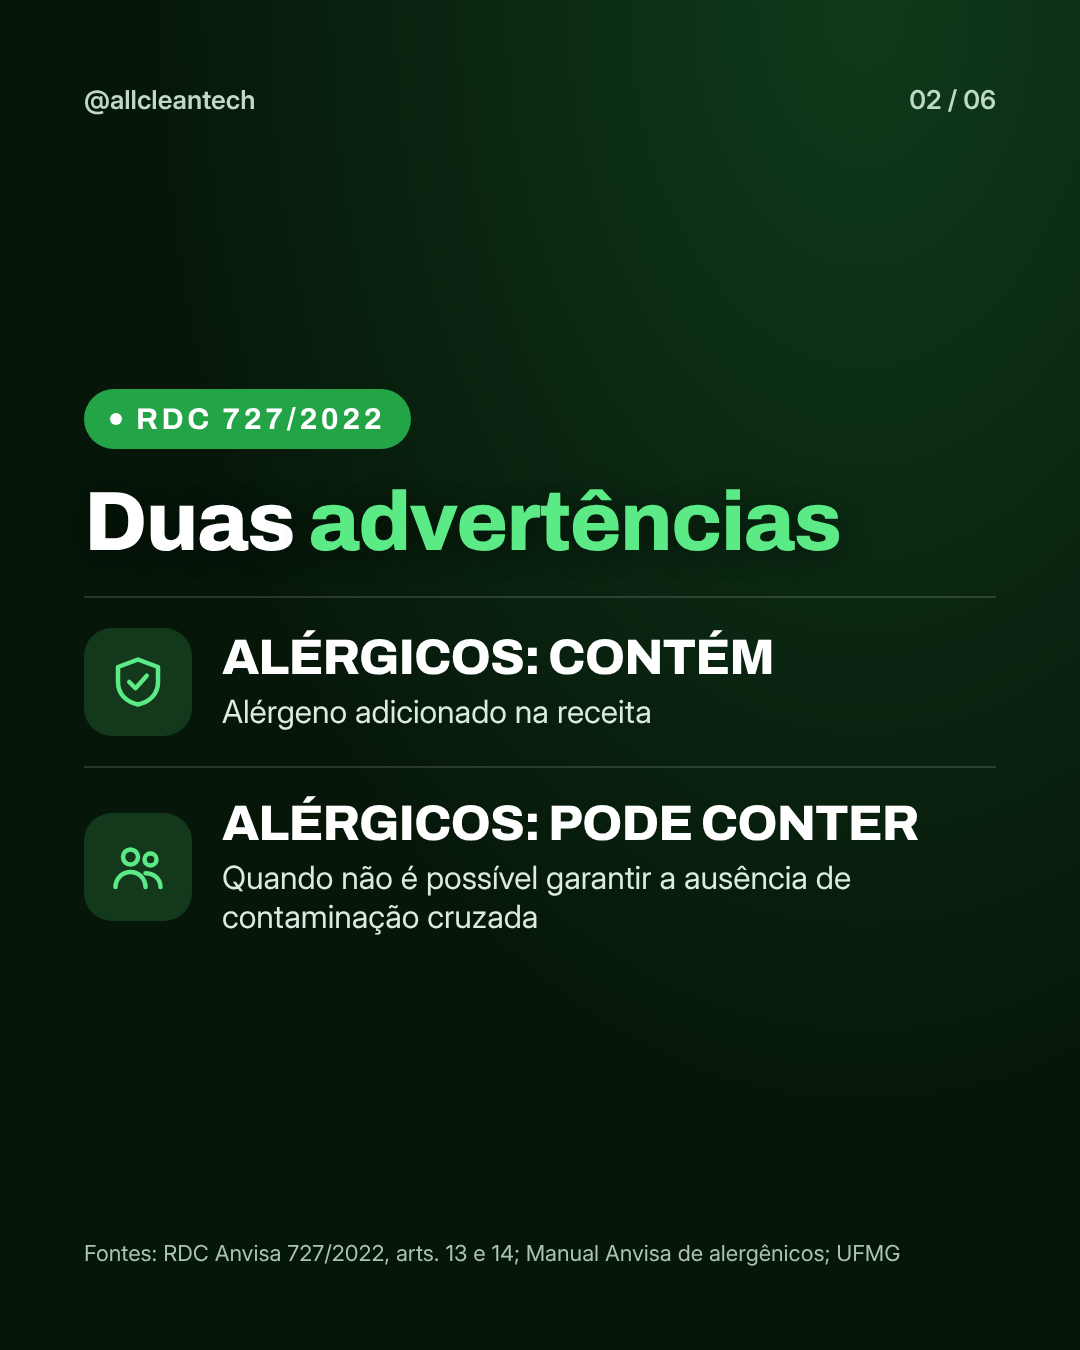 @allcleantech
02 / 06
• RDC 727/2022
Duas advertências
ALÉRGICOS: CONTÉM
Alérgeno adicionado na receita
ALÉRGICOS: PODE CONTER
Quando não é possível garantir a ausência de
contaminação cruzada
Fontes: RDC Anvisa 727/2022, arts. 13 e 14; Manual Anvisa de alergênicos; UFMG